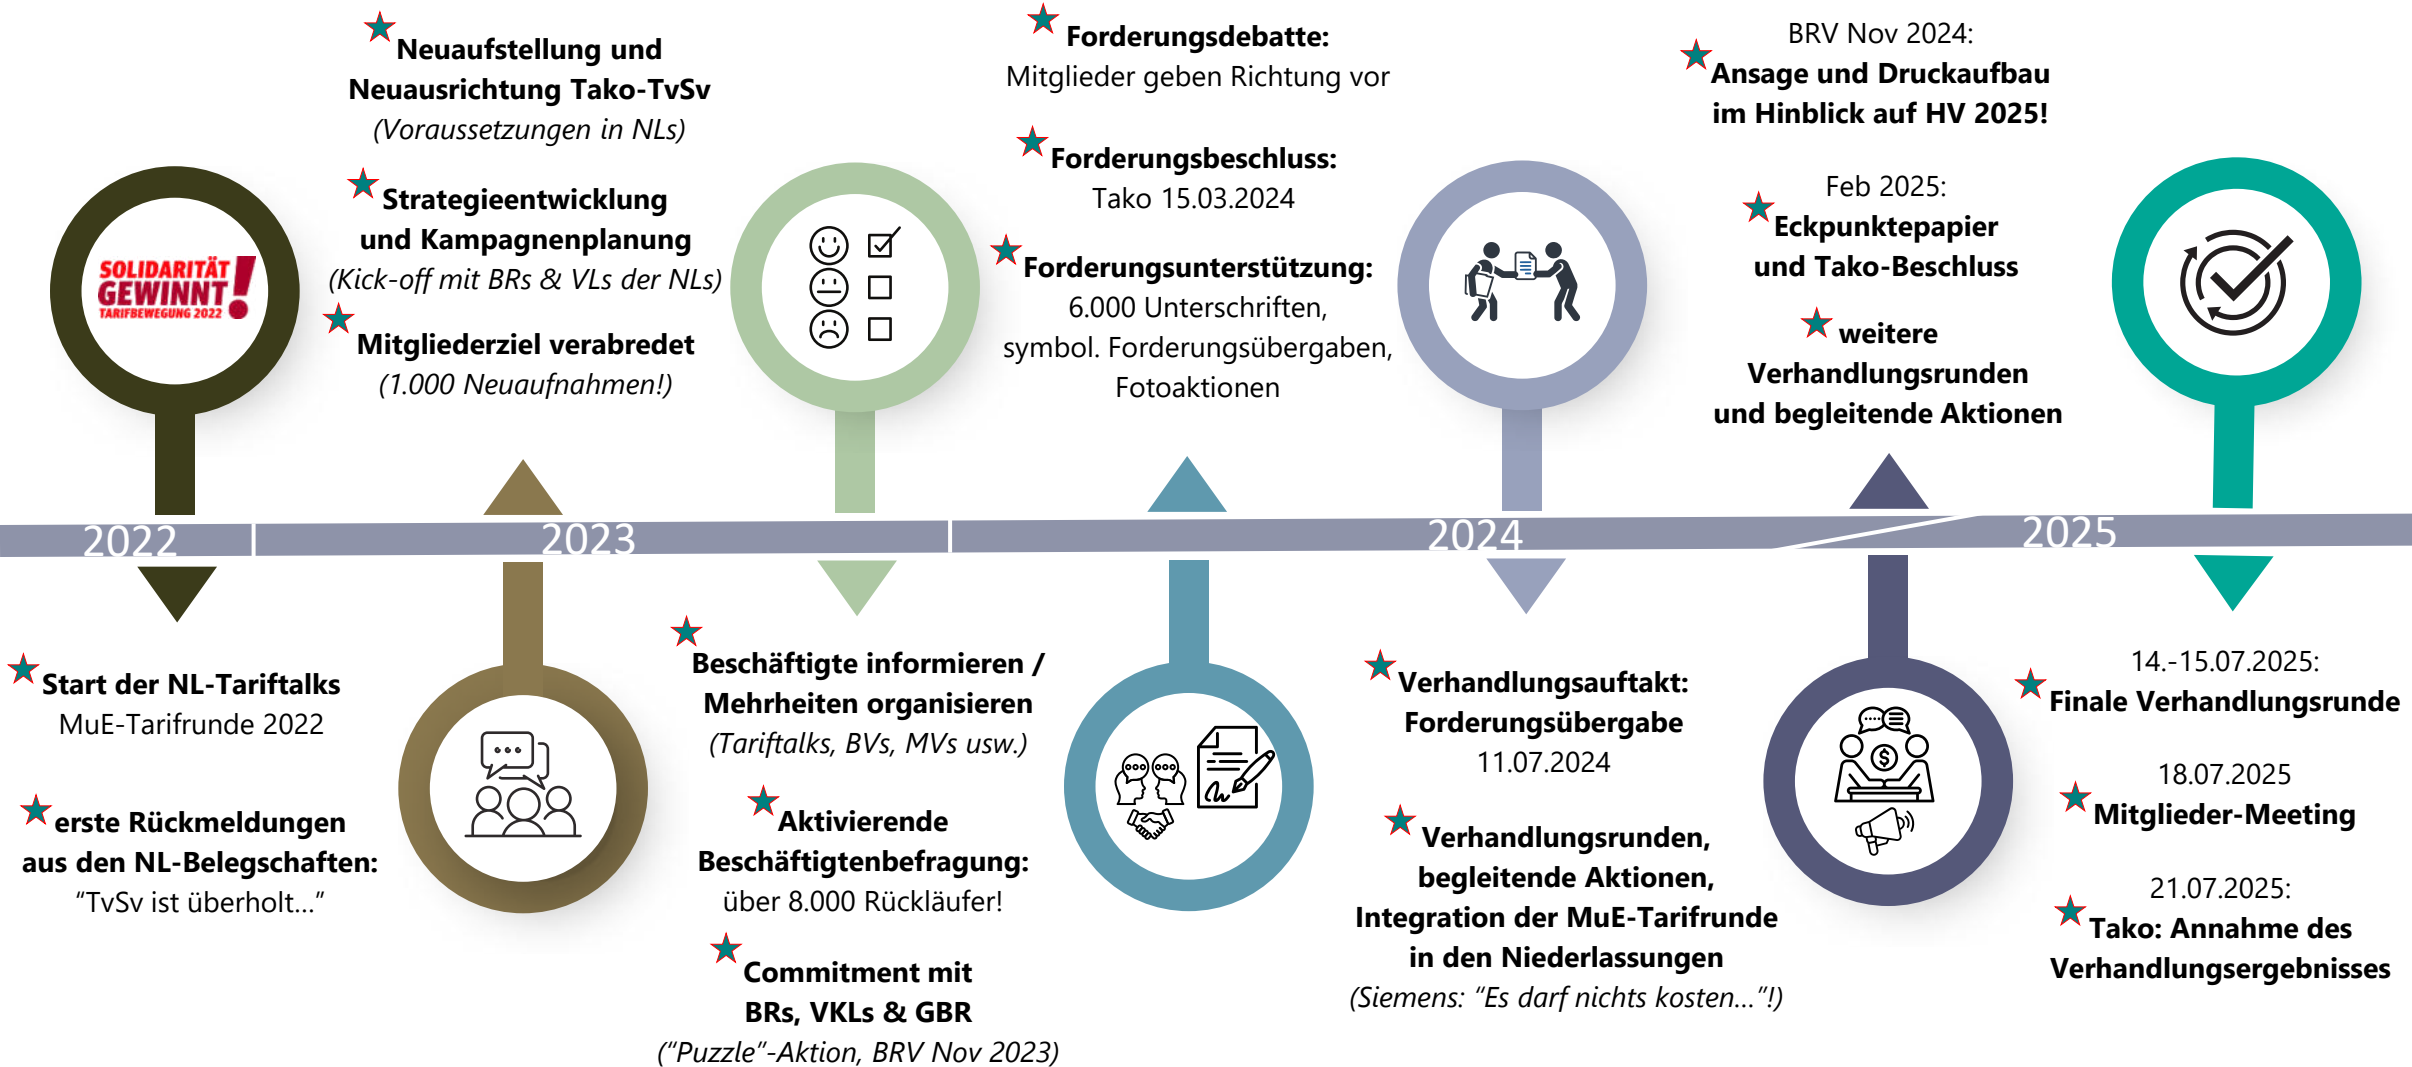 SOLIDARITÄT
GEWINNT!
TARIFBEWEGUNG 2022
2022
Start der NL-Tariftalks
MuE-Tarifrunde 2022
erste Rückmeldungen
aus den NL-Belegschaften:
“TvSv ist überholt...”
Neuaufstellung und
Neuausrichtung Tako-TvSv
(Voraussetzungen in NLs)
Strategieentwicklung
und Kampagnenplanung
(Kick-off mit BRs & VLs der NLs)
Mitgliederziel verabredet
(1.000 Neuaufnahmen!)
2023
Beschäftigte informieren /
Mehrheiten organisieren
(Tariftalks, BVs, MVs usw.)
Aktivierende
Beschäftigtenbefragung:
über 8.000 Rückläufer!
Commitment mit
BRs, VKLs & GBR
(“Puzzle”-Aktion, BRV Nov 2023)
Forderungsdebatte:
Mitglieder geben Richtung vor
Forderungsbeschluss:
Tako 15.03.2024
Forderungsunterstützung:
6.000 Unterschriften,
symbol. Forderungsübergaben,
Fotoaktionen
2024
Verhandlungsauftakt:
Forderungsübergabe
11.07.2024
Verhandlungsrunden,
begleitende Aktionen,
Integration der MuE-Tarifrunde
in den Niederlassungen
(Siemens: “Es darf nichts kosten...”!)
BRV Nov 2024:
Ansage und Druckaufbau
im Hinblick auf HV 2025!
Feb 2025:
Eckpunktepapier
und Tako-Beschluss
weitere
Verhandlungsrunden
und begleitende Aktionen
$
2025
14.-15.07.2025:
Finale Verhandlungsrunde
18.07.2025
Mitglieder-Meeting
21.07.2025:
Tako: Annahme des
Verhandlungsergebnisses